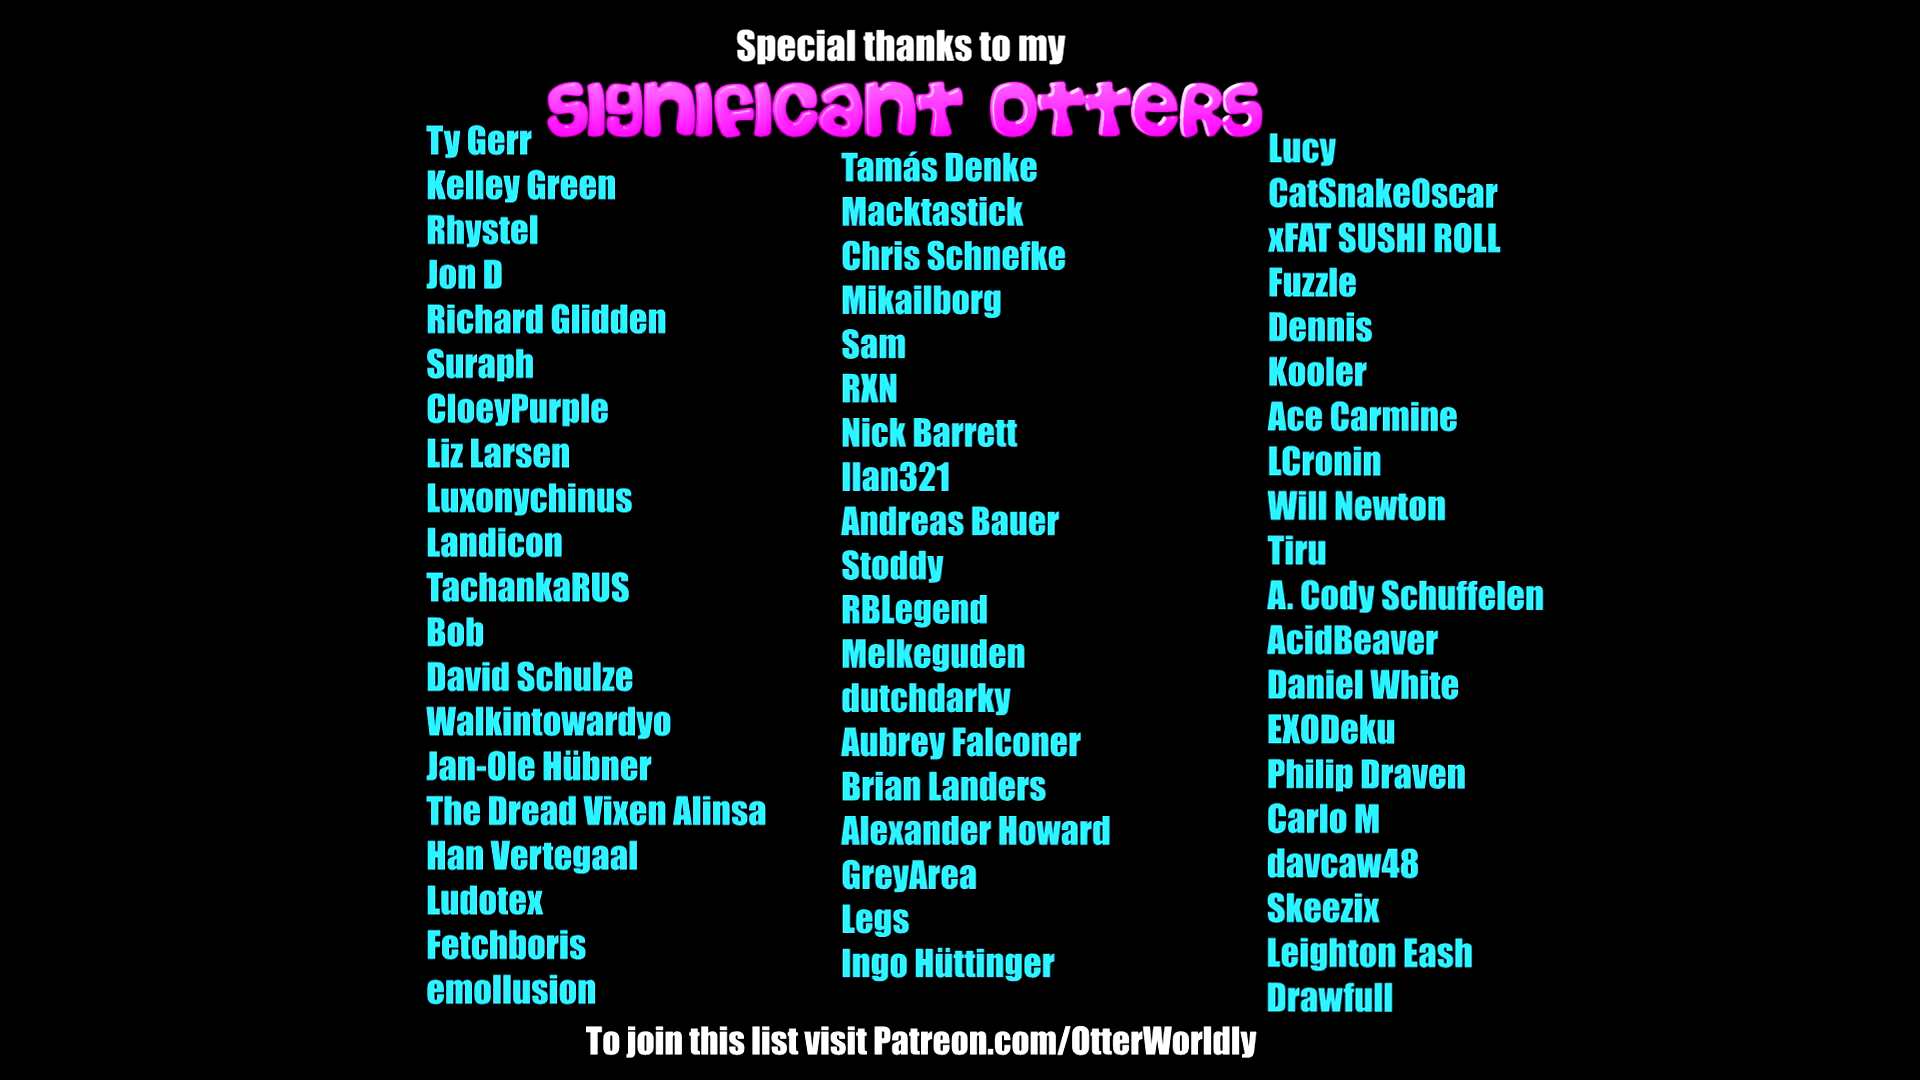 Special thanks to my
Significant Otters
Ty Gerr
Kelley Green
Rhystel
Jon D
Richard Glidden
Suraph
CloeyPurple
Liz Larsen
Luxonychinus
Landicon
TachankaRUS
Bob
David Schulze
Walkintowardyo
Jan-Ole Hübner
The Dread Vixen Alinsa
Han Vertegaal
Ludotex
Fetchboris
emollusion
Tamás Denke
Macktastick
Chris Schnefke
Mikailborg
Sam
RXN
Nick Barrett
Ilan321
Andreas Bauer
Stoddy
RBLegend
Melkeguden
dutchdarky
Aubrey Falconer
Brian Landers
Alexander Howard
GreyArea
Legs
Ingo Hüttinger
Lucy
CatSnakeOscar
xFAT SUSHI ROLL
Fuzzle
Dennis
Kooler
Ace Carmine
LCronin
Will Newton
Tiru
A. Cody Schuffelen
AcidBeaver
Daniel White
EXODeku
Philip Draven
Carlo M
davcaw48
Skeezix
Leighton Eash
Drawfull
To join this list visit Patreon.com/OtterWorldly